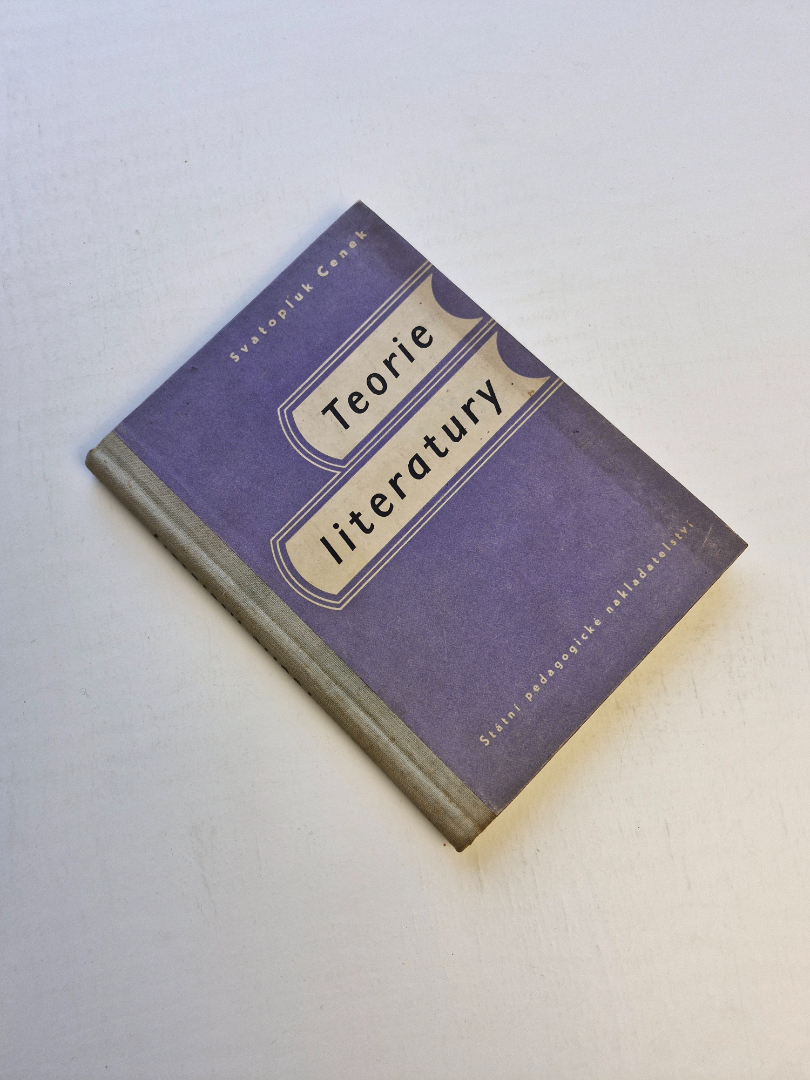 Svatopluk Cenek
Teorie
literatury
Státní pedagogické nakladatelství